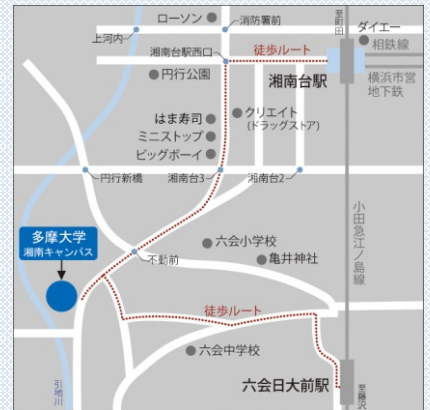 ローソン
消防署前
至町田
ダイエー
上河内
相鉄線
湘南台駅西口
徒歩ルート
円行公園
湘南台駅
横浜市営
地下鉄
はま寿司
クリエイト
(ドラッグストア)
ミニストップ
ビッグボーイ
円行新橋
湘南台3
湘南台2
小田急江ノ島線
多摩大学
湘南キャンパス
不動前
六会小学校
亀井神社
徒歩ルート
六会中学校
引地川
六会日大前駅
至藤沢